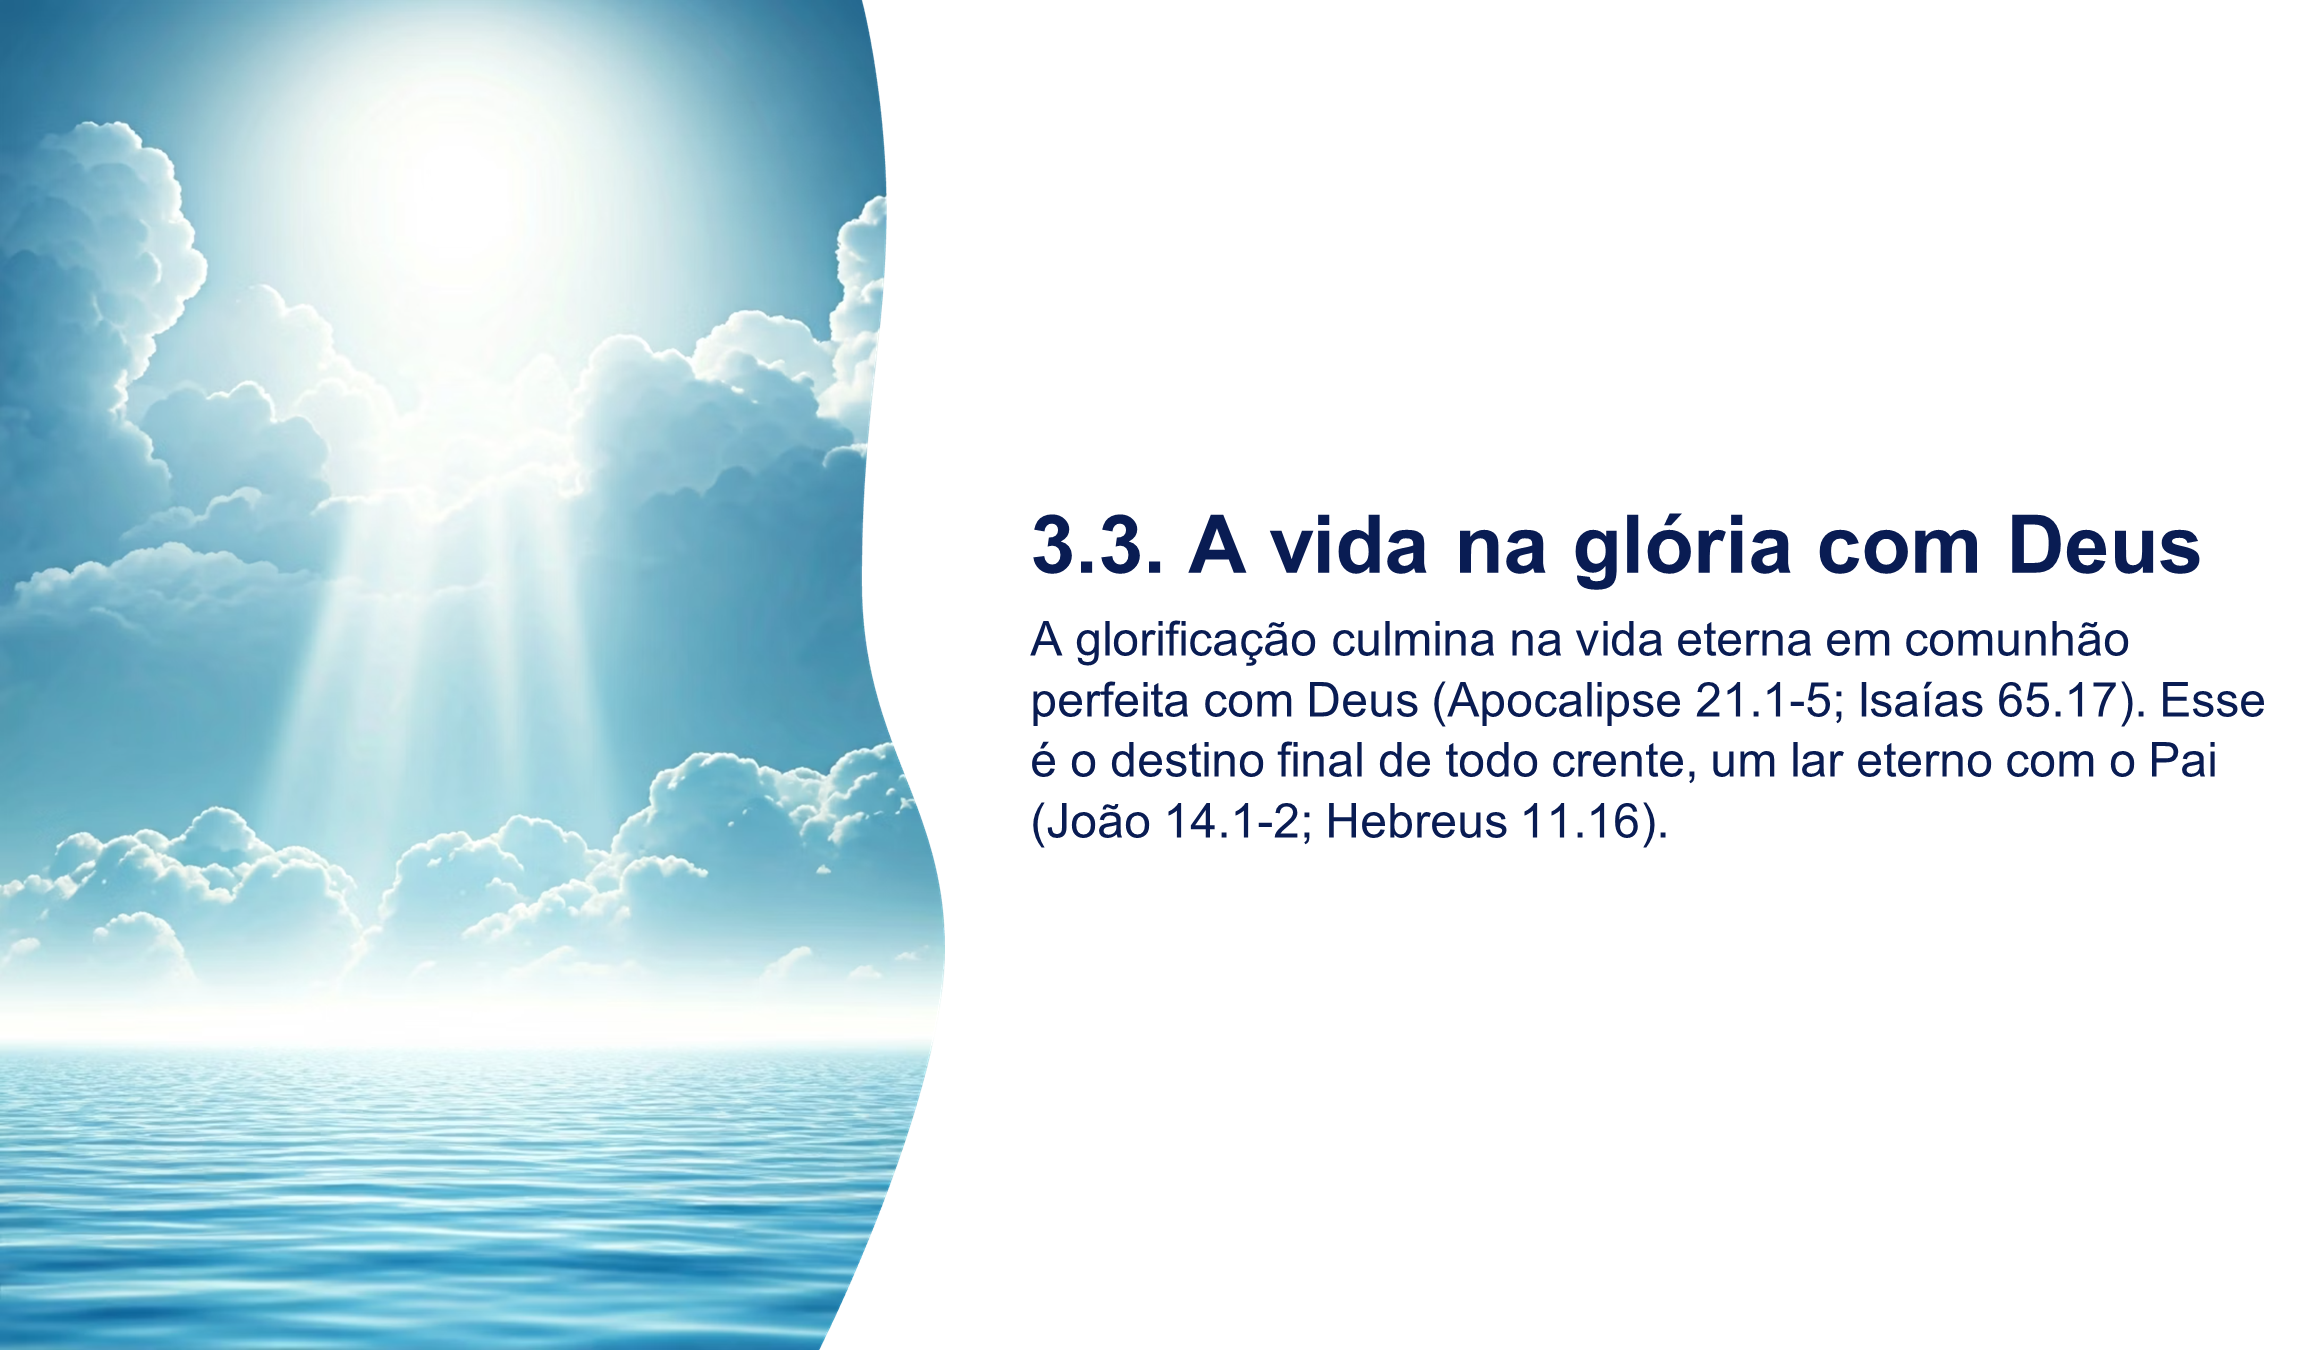 3.3. A vida na glória com Deus
A glorificação culmina na vida eterna em comunhão
perfeita com Deus (Apocalipse 21.1-5; Isaías 65.17). Esse
é o destino final de todo crente, um lar eterno com o Pai
(João 14.1-2; Hebreus 11.16).